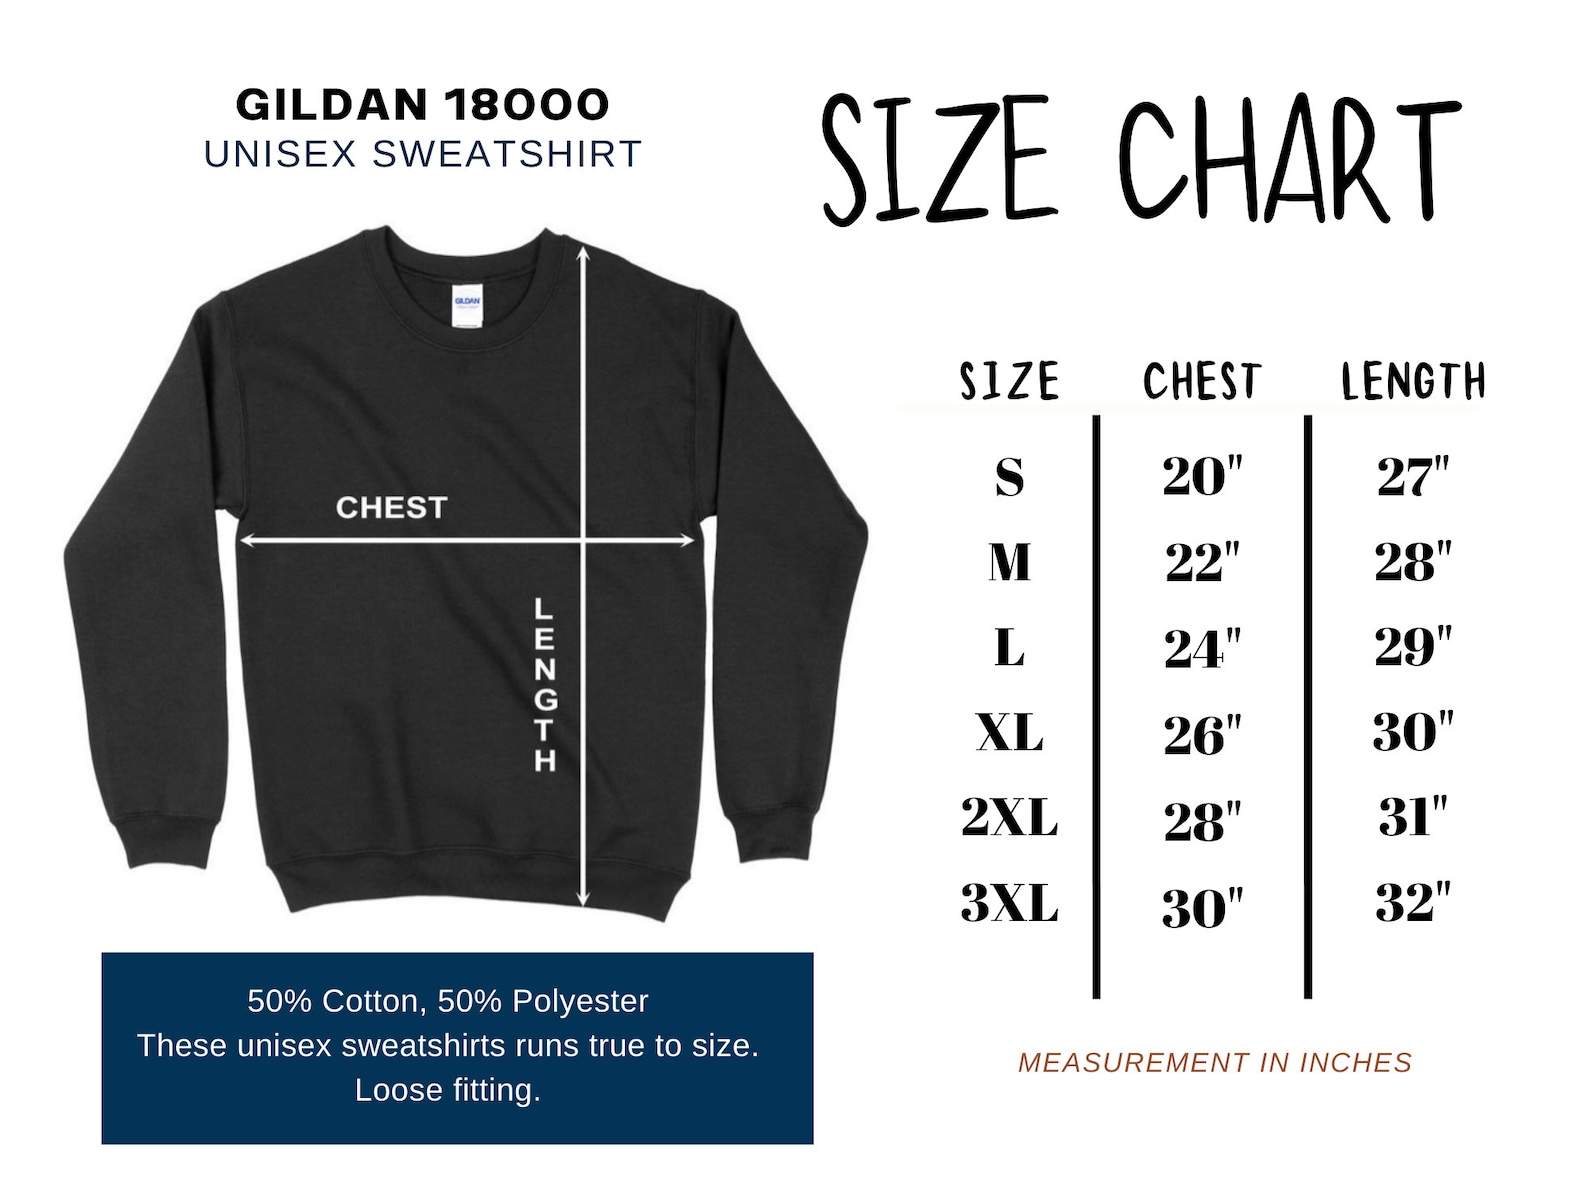 GILDAN 18000
UNISEX SWEATSHIRT
SIZE CHART
GILDAN
CHEST
LENGTH
SIZE CHEST LENGTH
S 20" 27"
M 22" 28"
L 24" 29"
XL 26" 30"
2XL 28" 31"
3XL 30" 32"
50% Cotton, 50% Polyester
These unisex sweatshirts runs true to size.
Loose fitting.
MEASUREMENT IN INCHES